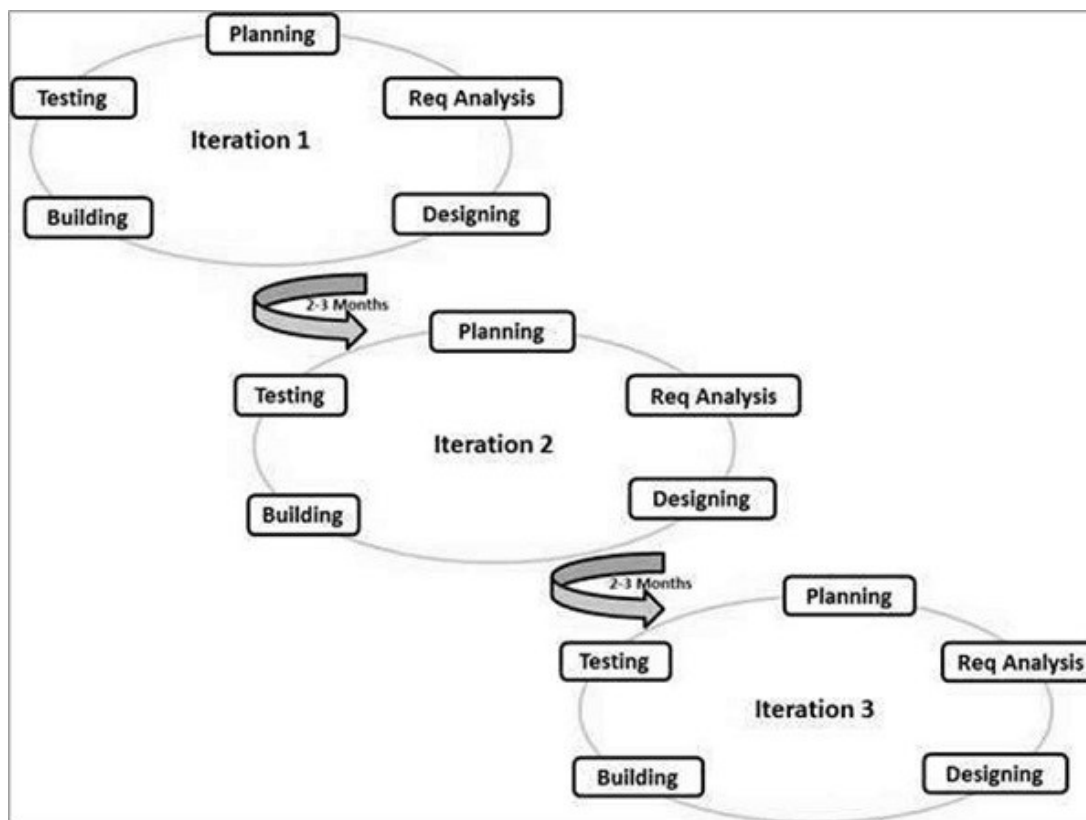 Planning
Testing
Req Analysis
Iteration 1
Building
Designing
2-3 Months
Planning
Testing
Req Analysis
Iteration 2
Building
Designing
2-3 Months
Planning
Testing
Req Analysis
Iteration 3
Building
Designing